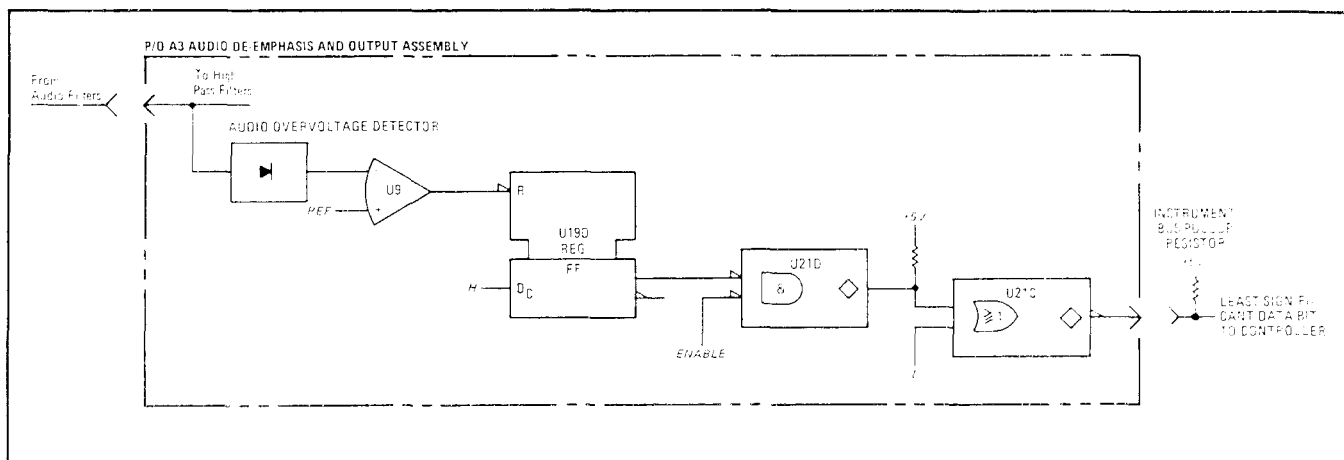 P/O A3 AUDIO DE-EMPHASIS AND OUTPUT ASSEMBLY
From
Audio Filters
To High
Pass Filters
AUDIO OVERVOLTAGE DETECTOR
U9
REF
+
R
U19D
REG
FF
H
D
C
U21D
&
ENABLE
+5V
U21C
≥1
INSTRUMENT
BUS PULLUP
RESISTOR
LEAST SIGNIFI-
CANT DATA BIT
TO CONTROLLER